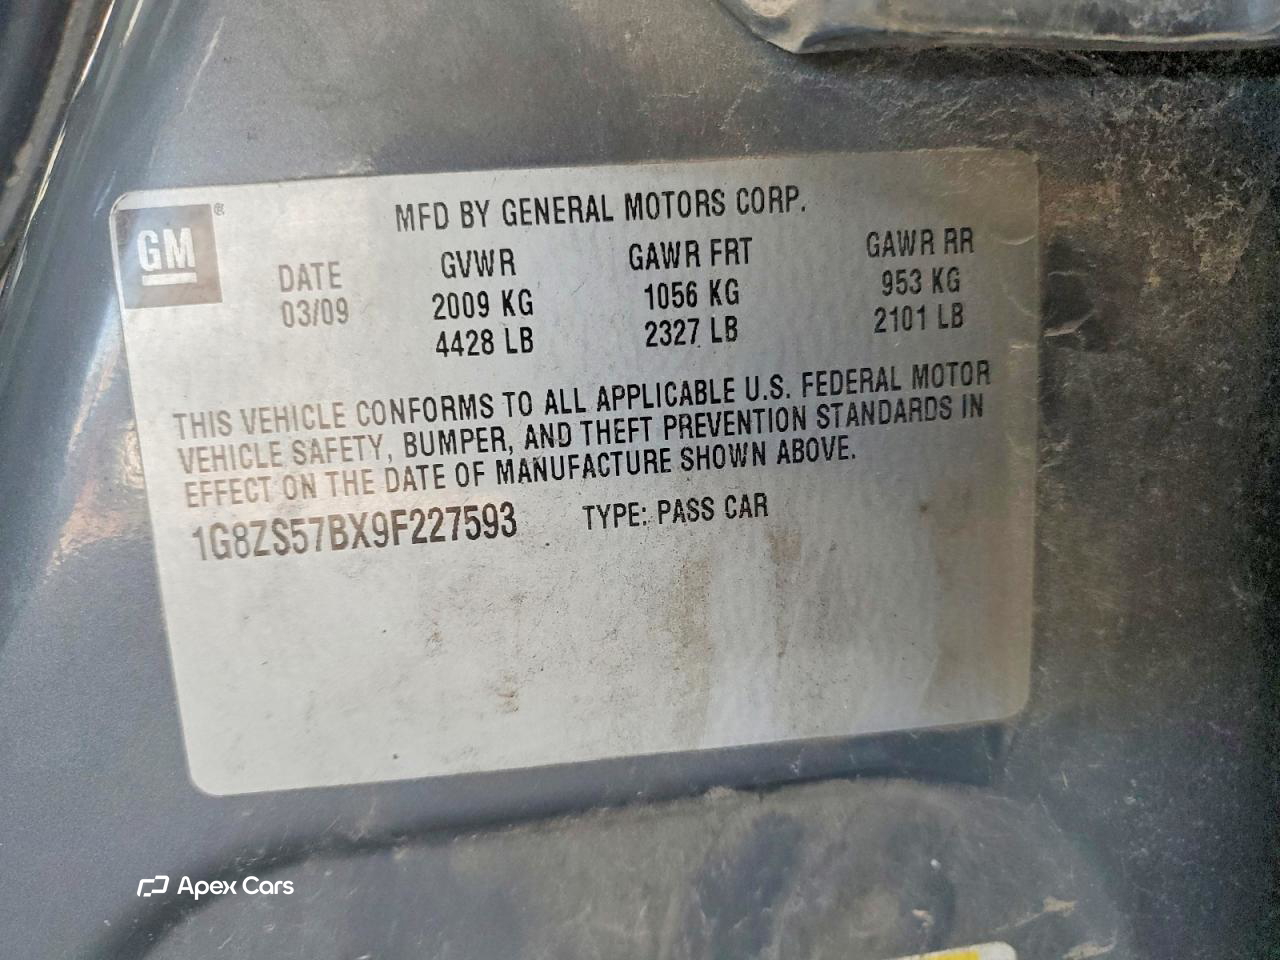 GM®
MFD BY GENERAL MOTORS CORP.
DATE GVWR GAWR FRT GAWR RR
03/09 2009 KG 1056 KG 953 KG
4428 LB 2327 LB 2101 LB
THIS VEHICLE CONFORMS TO ALL APPLICABLE U.S. FEDERAL MOTOR
VEHICLE SAFETY, BUMPER, AND THEFT PREVENTION STANDARDS IN
EFFECT ON THE DATE OF MANUFACTURE SHOWN ABOVE.
1G8ZS57BX9F227593 TYPE: PASS CAR
Apex Cars